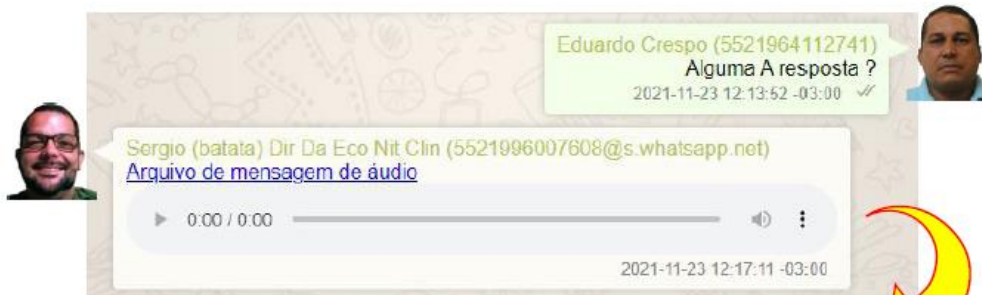 Eduardo Crespo (5521964112741)
Alguma A resposta ?
2021-11-23 12:13:52 -03:00
Sergio (batata) Dir Da Eco Nit Clin (5521996007608@s.whatsapp.net)
Arquivo de mensagem de áudio
0:00 / 0:00
2021-11-23 12:17:11 -03:00